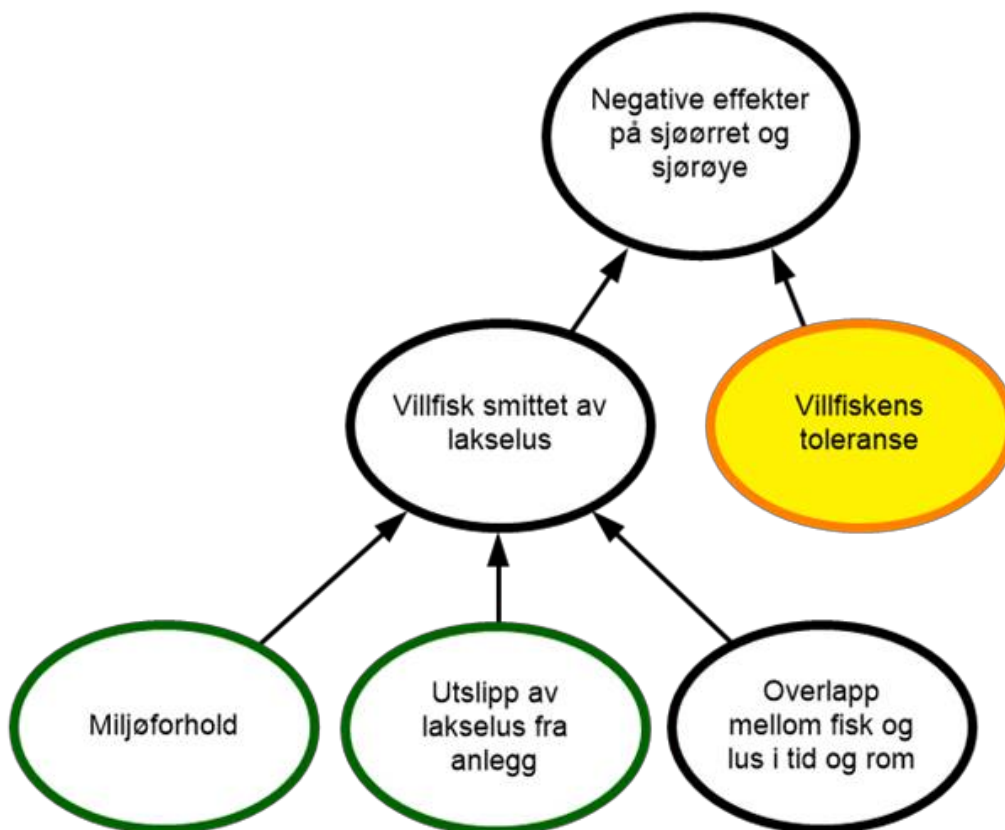 Negative effekter
på sjøørret og
sjørøye
Villfisk smittet av
lakselus
Villfiskens
toleranse
Miljøforhold
Utslipp av
lakselus fra
anlegg
Overlapp
mellom fisk og
lus i tid og rom